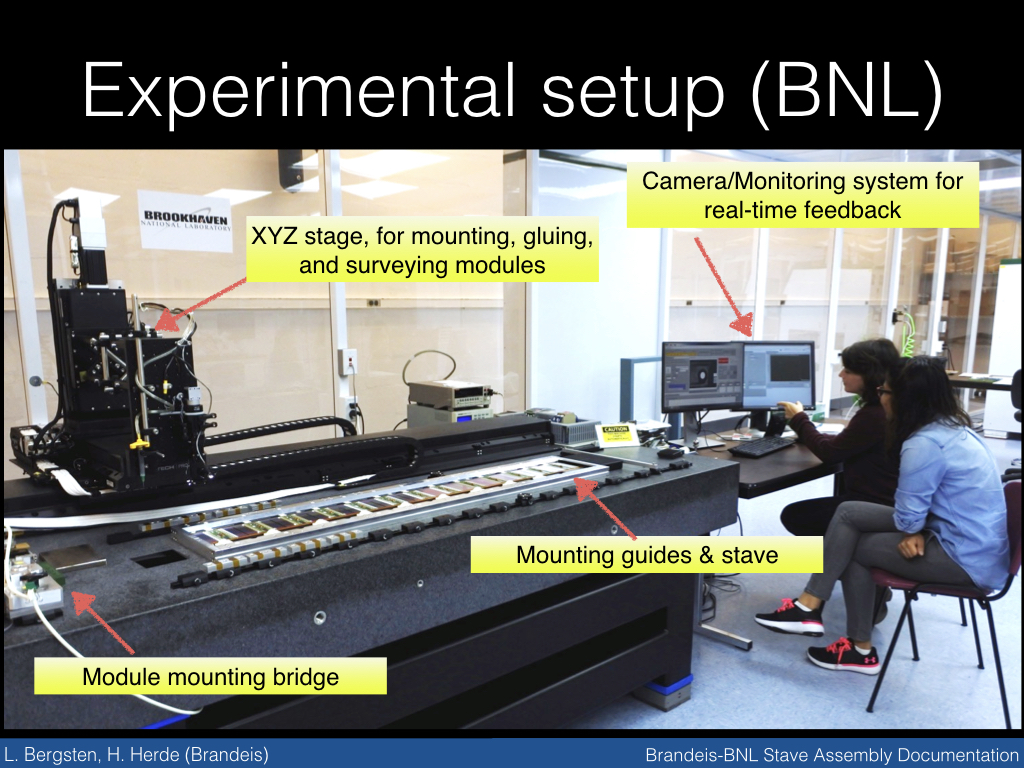 Experimental setup (BNL)
BROOKHAVEN
NATIONAL LABORATORY
XYZ stage, for mounting, gluing,
and surveying modules
Camera/Monitoring system for
real-time feedback
CAUTION
Mounting guides & stave
Module mounting bridge
L. Bergsten, H. Herde (Brandeis)
Brandeis-BNL Stave Assembly Documentation